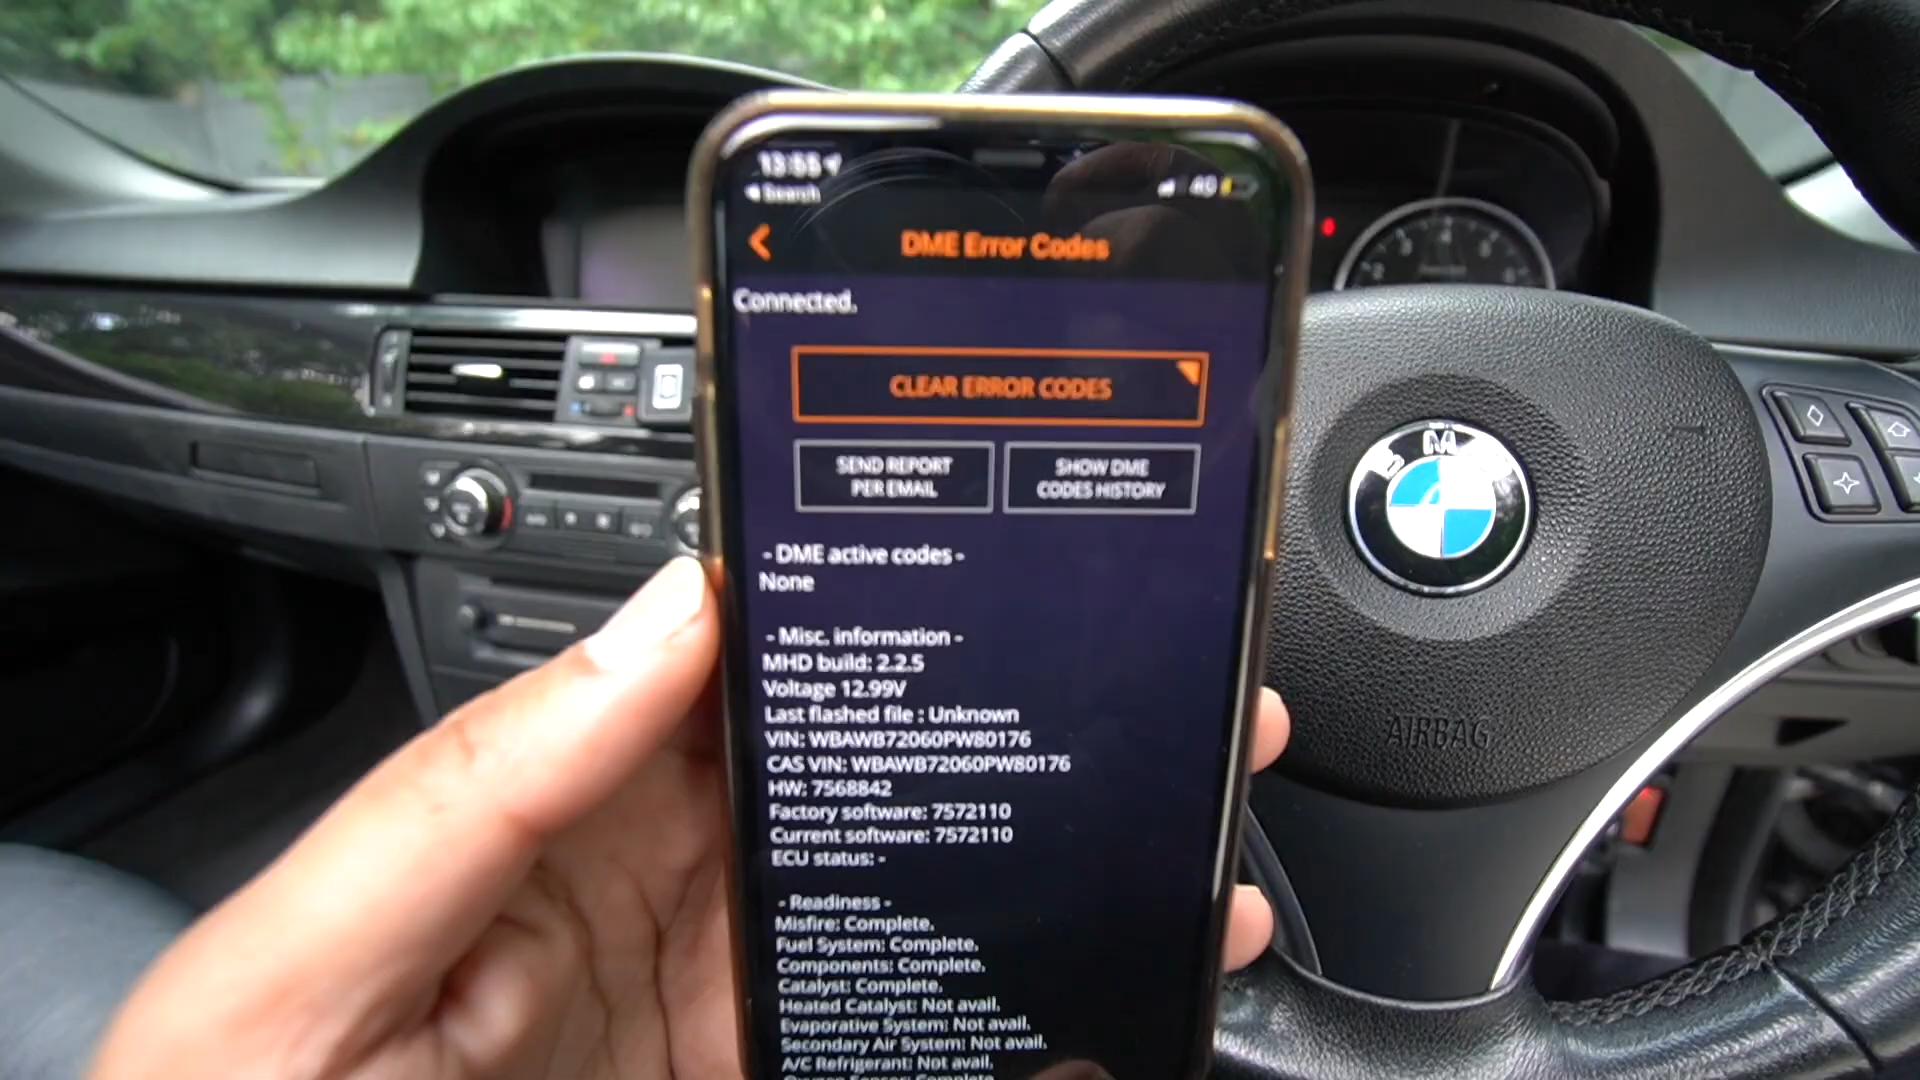 13:55
Search
4G
DME Error Codes
Connected.
CLEAR ERROR CODES
SEND REPORT
PER EMAIL
SHOW DME
CODES HISTORY
- DME active codes -
None
- Misc. information -
MHD build: 2.2.5
Voltage 12.99V
Last flashed file : Unknown
VIN: WBAWB72060PW80176
CAS VIN: WBAWB72060PW80176
HW: 7568842
Factory software: 7572110
Current software: 7572110
ECU status: -
- Readiness -
Misfire: Complete.
Fuel System: Complete.
Components: Complete.
Catalyst: Complete.
Heated Catalyst: Not avail.
Evaporative System: Not avail.
Secondary Air System: Not avail.
A/C Refrigerant: Not avail.
Oxygen Sensor: Complete
BMW
AIRBAG